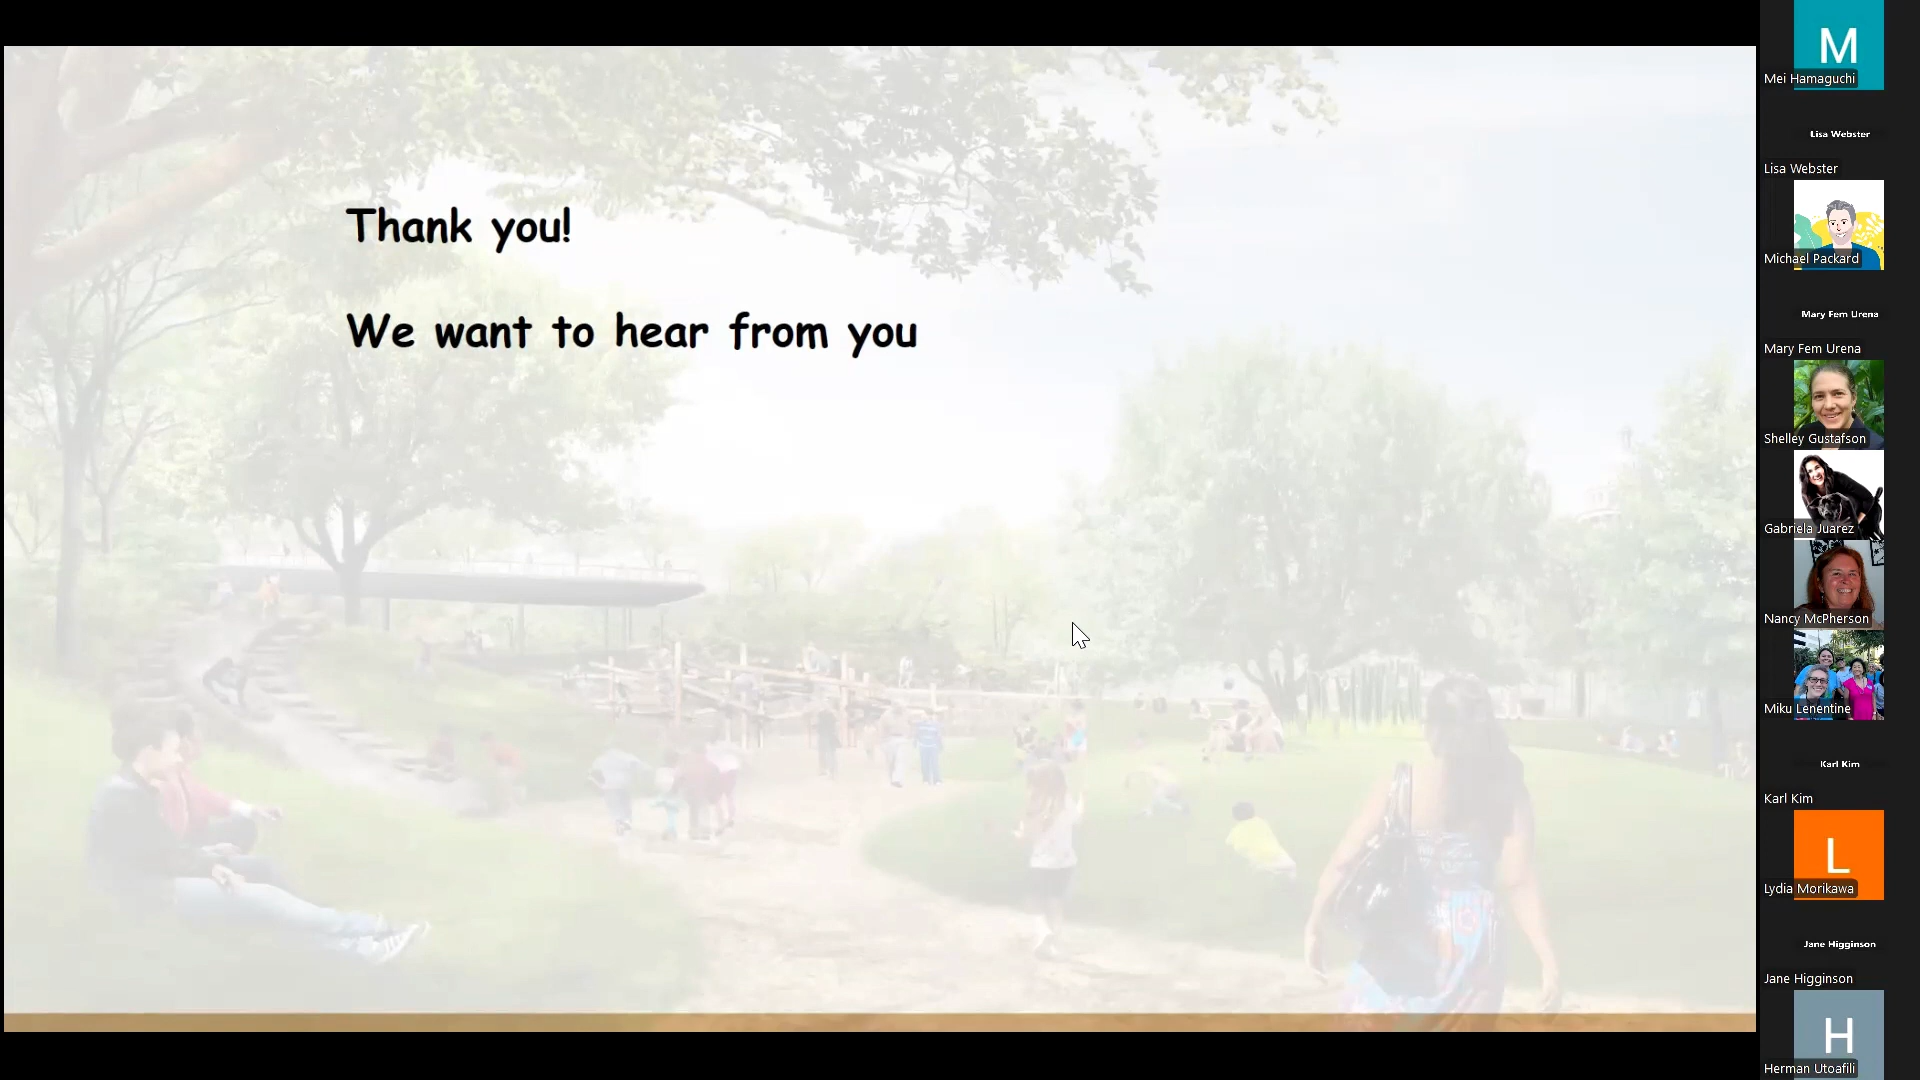 Thank you!
We want to hear from you
M
Mei Hamaguchi
Lisa Webster
Lisa Webster
Michael Packard
Mary Fem Urena
Mary Fem Urena
Shelley Gustafson
Gabriela Juarez
Nancy McPherson
Miku Lenentine
Karl Kim
Karl Kim
L
Lydia Morikawa
Jane Higginson
Jane Higginson
H
Herman Utoafili